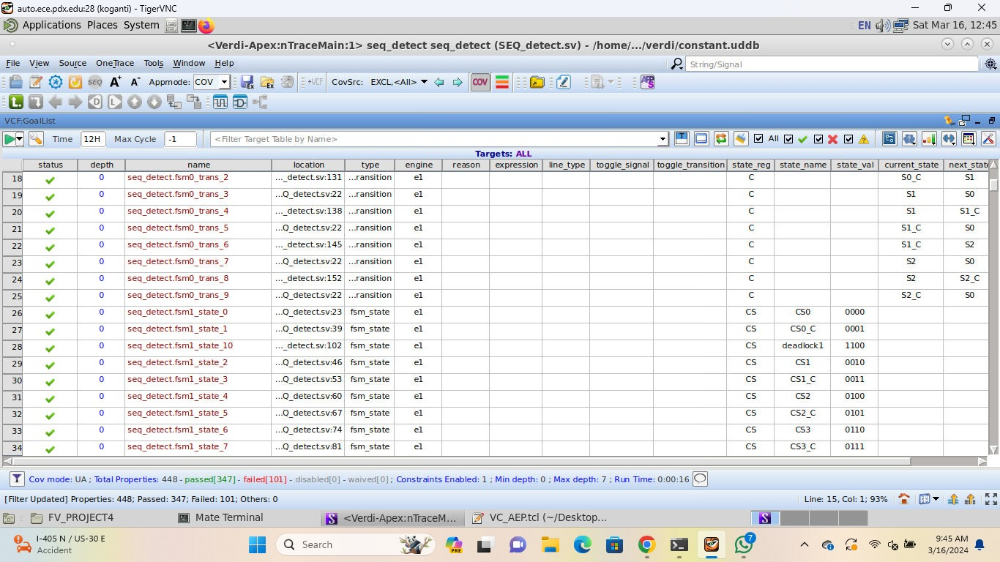 auto.ece.pdx.edu:28 (koganti) - TigerVNC
Applications Places System
EN Sat Mar 16, 12:45
<Verdi-Apex:nTraceMain:1> seq_detect seq_detect (SEQ_detect.sv) - /home/.../verdi/constant.uddb
File View Source OneTrace Tools Window Help
String/Signal
SEQ A+ A- Appmode: COV Ex Ex →VCF CovSrc: EXCL,<All> COV
VCF:GoalList
Time 12H Max Cycle -1 <Filter Target Table by Name> All
Targets: ALL
status depth name location type engine reason expression line_type toggle_signal toggle_transition state_reg state_name state_val current_state next_state
18 0 seq_detect.fsm0_trans_2 ..._detect.sv:131 ...ransition e1 C S0_C S1
19 0 seq_detect.fsm0_trans_3 ...Q_detect.sv:22 ...ransition e1 C S1 S0
20 0 seq_detect.fsm0_trans_4 ..._detect.sv:138 ...ransition e1 C S1 S1_C
21 0 seq_detect.fsm0_trans_5 ...Q_detect.sv:22 ...ransition e1 C S1_C S0
22 0 seq_detect.fsm0_trans_6 ..._detect.sv:145 ...ransition e1 C S1_C S2
23 0 seq_detect.fsm0_trans_7 ...Q_detect.sv:22 ...ransition e1 C S2 S0
24 0 seq_detect.fsm0_trans_8 ..._detect.sv:152 ...ransition e1 C S2 S2_C
25 0 seq_detect.fsm0_trans_9 ...Q_detect.sv:22 ...ransition e1 C S2_C S0
26 0 seq_detect.fsm1_state_0 ...Q_detect.sv:23 fsm_state e1 CS CS0 0000
27 0 seq_detect.fsm1_state_1 ...Q_detect.sv:39 fsm_state e1 CS CS0_C 0001
28 0 seq_detect.fsm1_state_10 ..._detect.sv:102 fsm_state e1 CS deadlock1 1100
29 0 seq_detect.fsm1_state_2 ...Q_detect.sv:46 fsm_state e1 CS CS1 0010
30 0 seq_detect.fsm1_state_3 ...Q_detect.sv:53 fsm_state e1 CS CS1_C 0011
31 0 seq_detect.fsm1_state_4 ...Q_detect.sv:60 fsm_state e1 CS CS2 0100
32 0 seq_detect.fsm1_state_5 ...Q_detect.sv:67 fsm_state e1 CS CS2_C 0101
33 0 seq_detect.fsm1_state_6 ...Q_detect.sv:74 fsm_state e1 CS CS3 0110
34 0 seq_detect.fsm1_state_7 ...Q_detect.sv:81 fsm_state e1 CS CS3_C 0111
Cov mode: UA ; Total Properties: 448 - passed[347] - failed[101] - disabled[0] - waived[0] ; Constraints Enabled: 1 ; Min depth: 0 ; Max depth: 7 ; Run Time: 0:00:16
[Filter Updated] Properties: 448; Passed: 347; Failed: 101; Others: 0 Line: 15, Col: 1; 93%
FV_PROJECT4 Mate Terminal <Verdi-Apex:nTraceM... VC_AEP.tcl (~/Desktop...
I-405 N / US-30 E
Accident
Search PRE 7
9:45 AM
3/16/2024